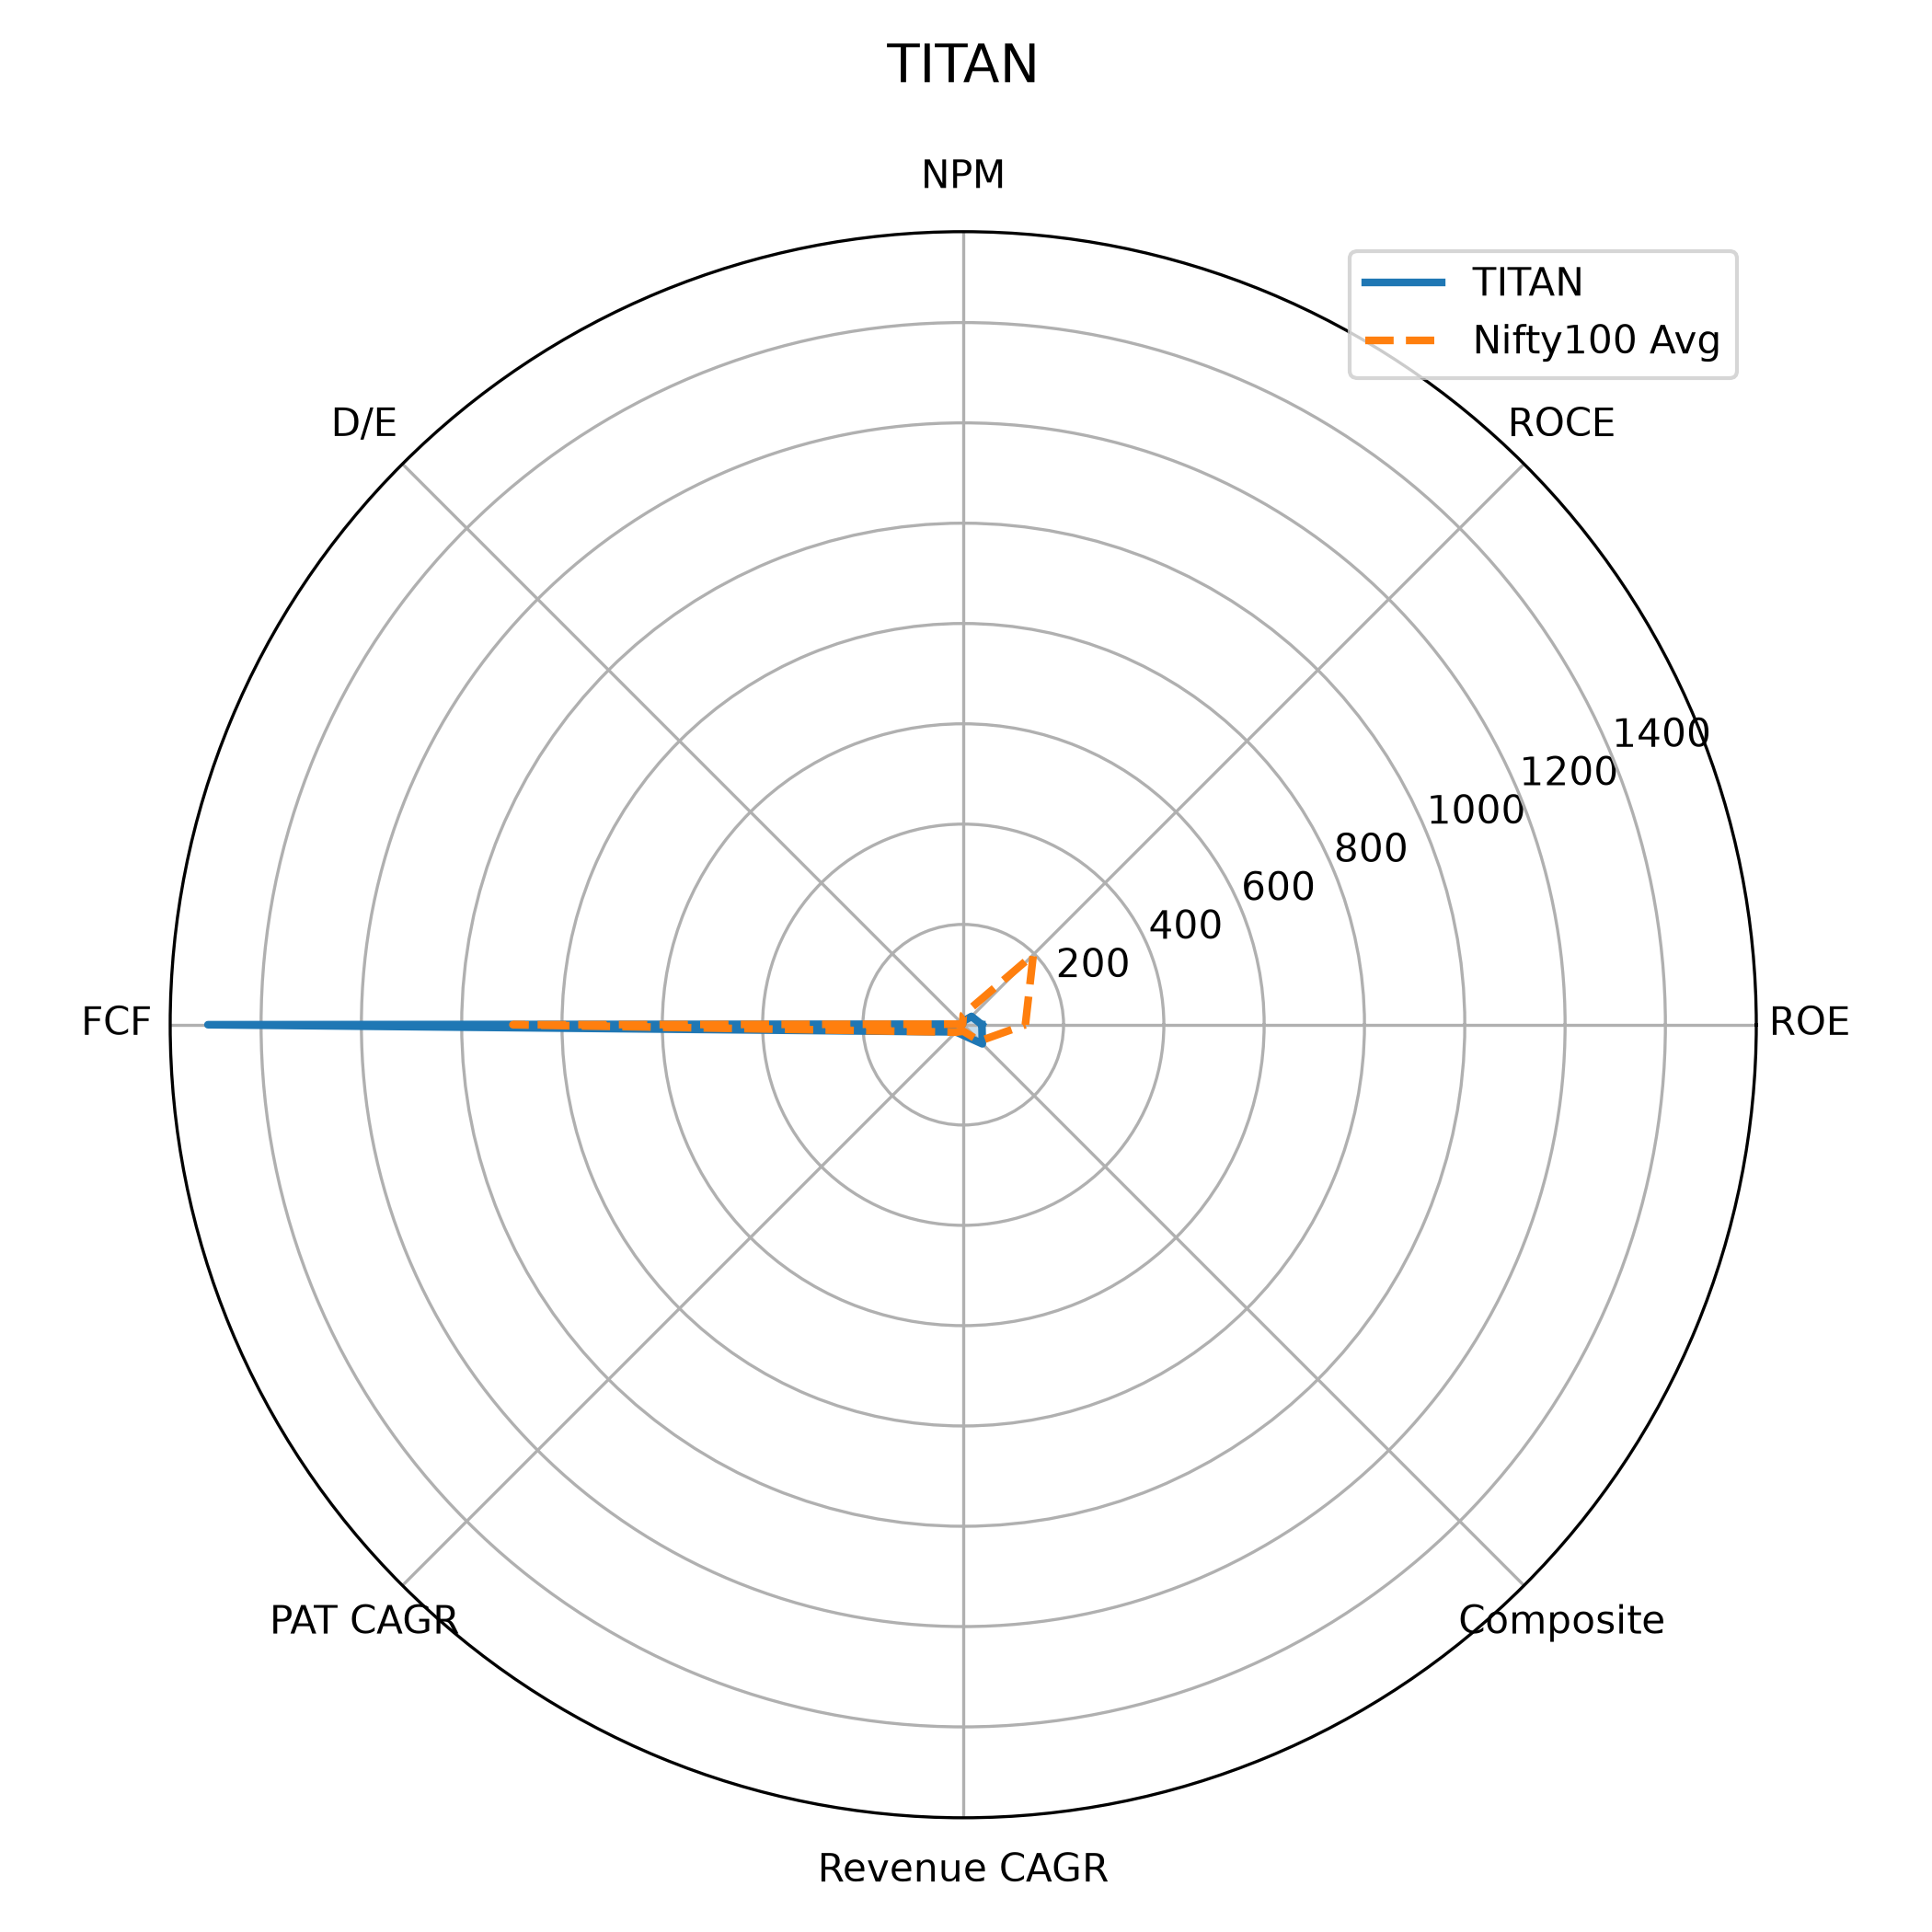 TITAN
NPM
TITAN
Nifty100 Avg
D/E
ROCE
1400
1200
1000
800
600
400
200
FCF
ROE
PAT CAGR
Composite
Revenue CAGR